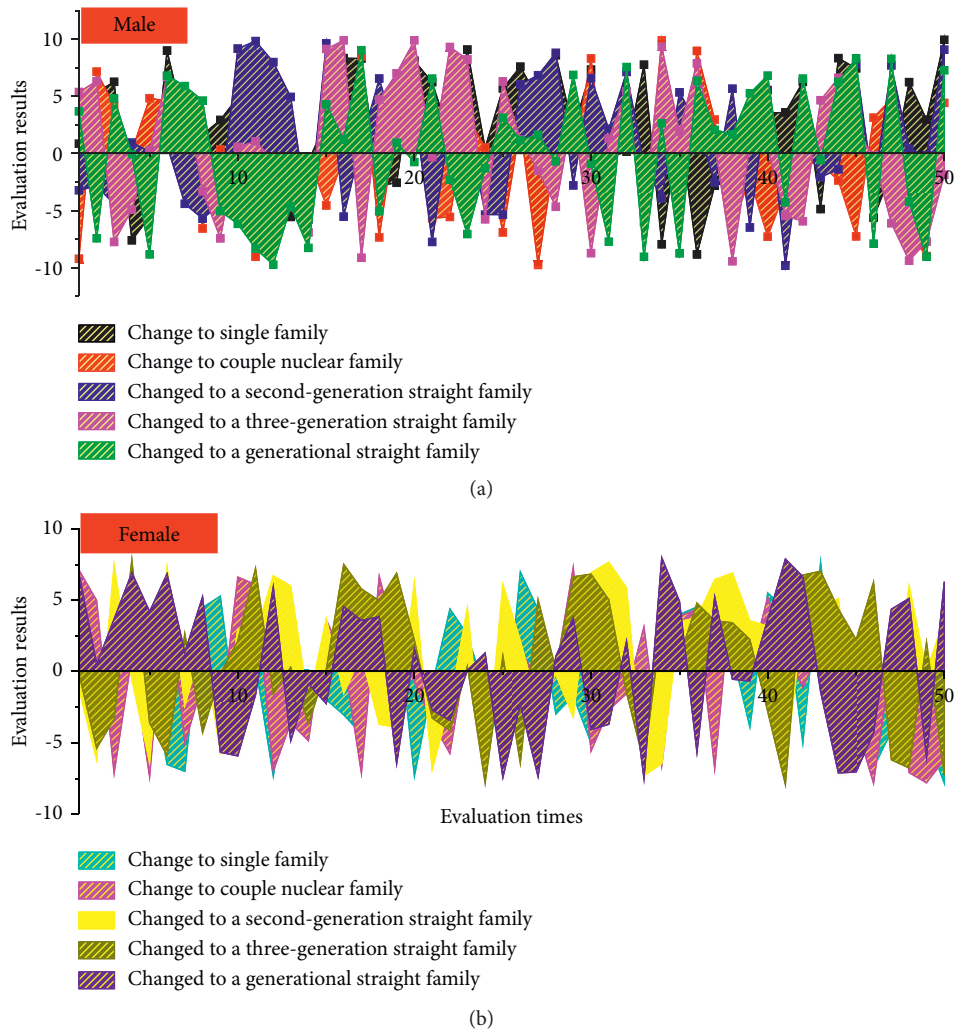 Male
10
5
0
-5
-10
Evaluation results
10
20
30
40
50
Change to single family
Change to couple nuclear family
Changed to a second-generation straight family
Changed to a three-generation straight family
Changed to a generational straight family
(a)
Female
10
5
0
-5
-10
Evaluation results
10
20
30
40
50
Evaluation times
Change to single family
Change to couple nuclear family
Changed to a second-generation straight family
Changed to a three-generation straight family
Changed to a generational straight family
(b)